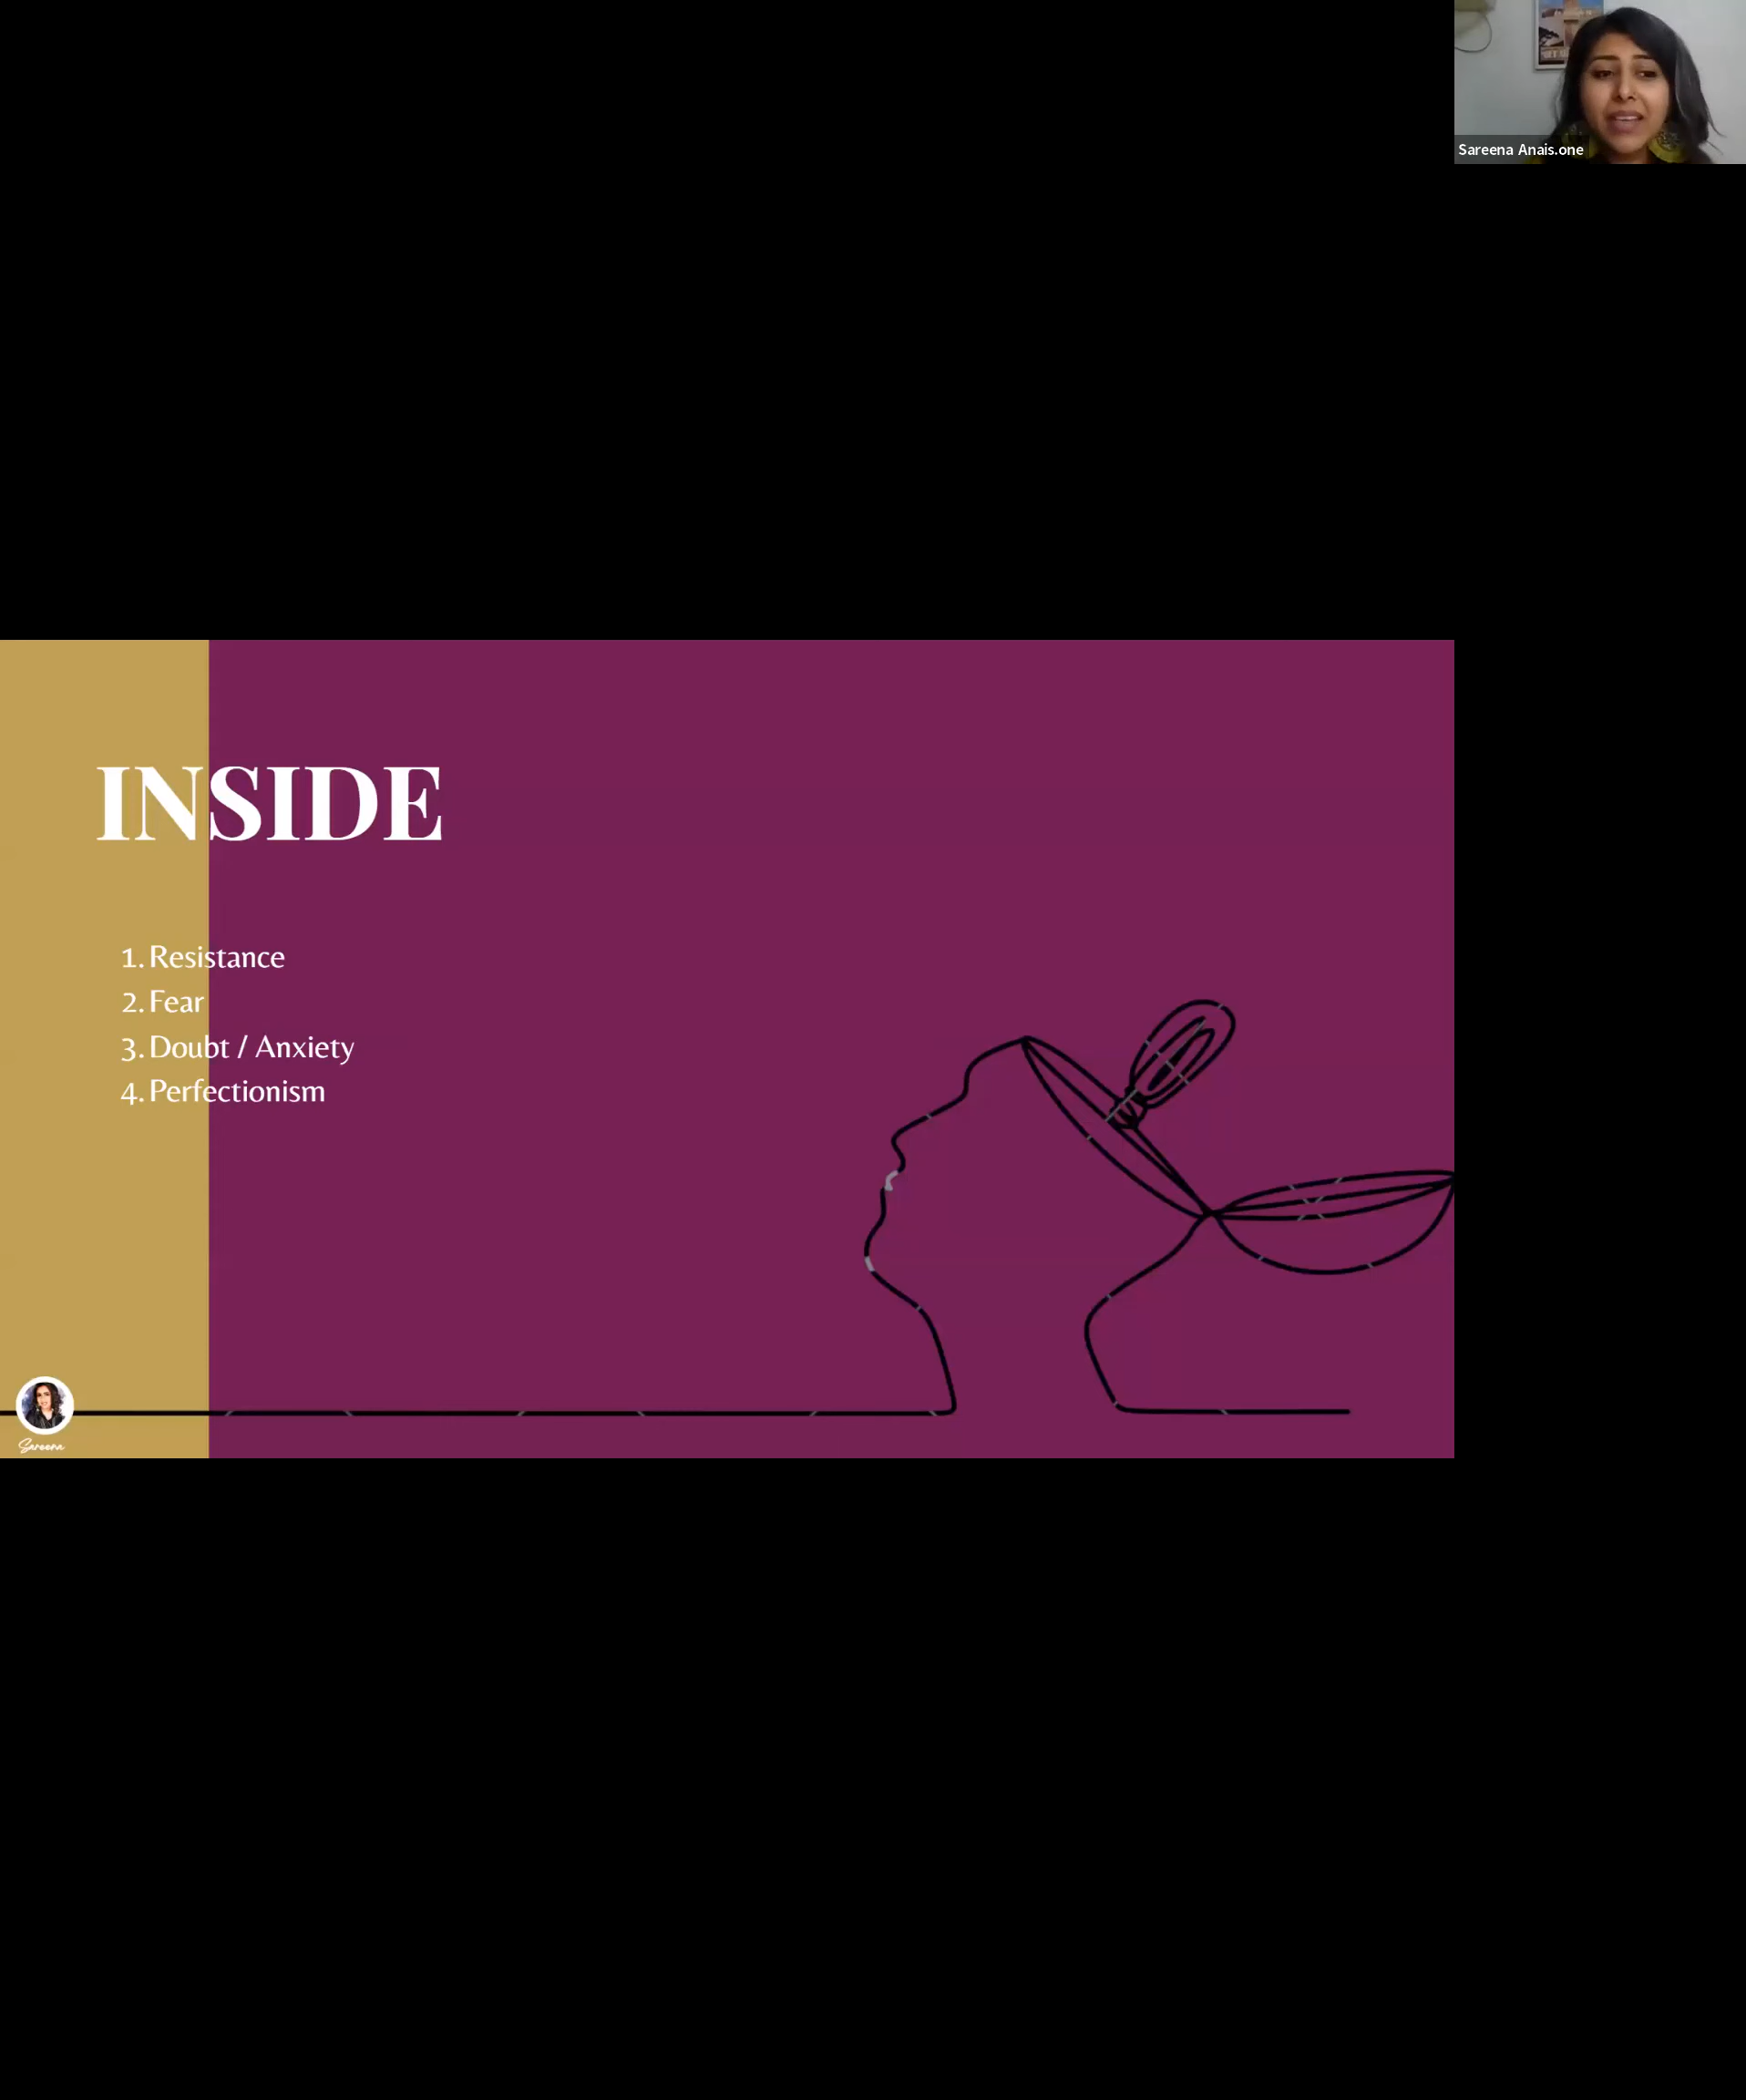 Sareena Anais.one
INSIDE
1. Resistance
2. Fear
3. Doubt / Anxiety
4. Perfectionism
Sareena